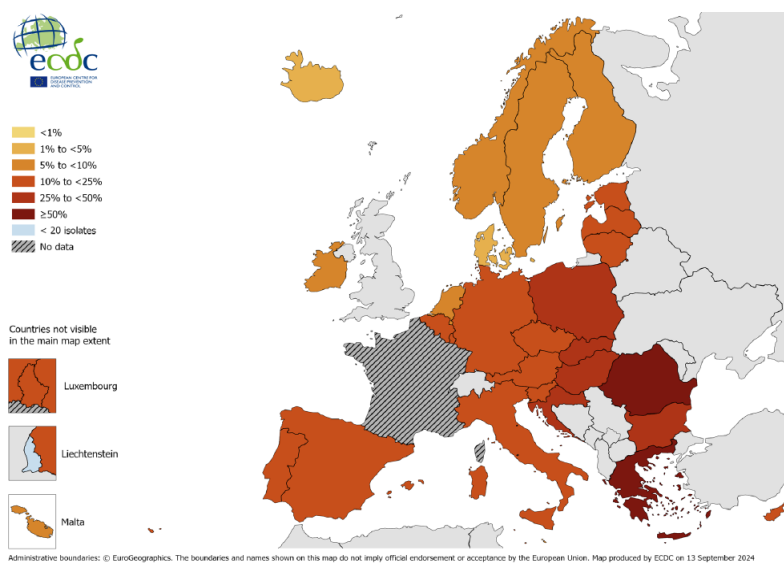 ecdc
EUROPEAN CENTRE FOR
DISEASE PREVENTION
AND CONTROL
<1%
1% to <5%
5% to <10%
10% to <25%
25% to <50%
≥50%
< 20 isolates
No data
Countries not visible
in the main map extent
Luxembourg
Liechtenstein
Malta
Administrative boundaries: © EuroGeographics. The boundaries and names shown on this map do not imply official endorsement or acceptance by the European Union. Map produced by ECDC on 13 September 2024